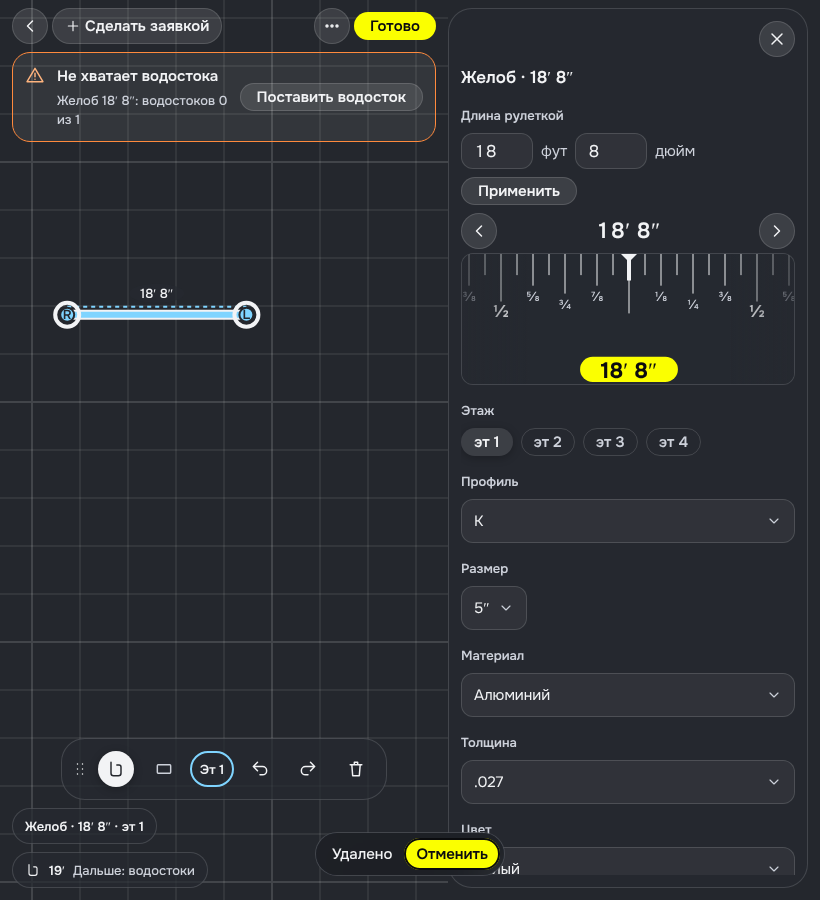 Сделать заявкой
Готово
Не хватает водостока
Желоб 18′ 8″: водостоков 0
из 1
Поставить водосток
18′ 8″
R
L
Эт 1
Желоб · 18′ 8″ · эт 1
19′ Дальше: водостоки
Удалено
Отменить
Желоб · 18′ 8″
Длина рулеткой
18 фут 8 дюйм
Применить
18′ 8″
⅜ ½ ⅝ ¾ ⅞ ⅛ ¼ ⅜ ½ ⅝
18′ 8″
Этаж
эт 1 эт 2 эт 3 эт 4
Профиль
K
Размер
5″
Материал
Алюминий
Толщина
.027
Цвет